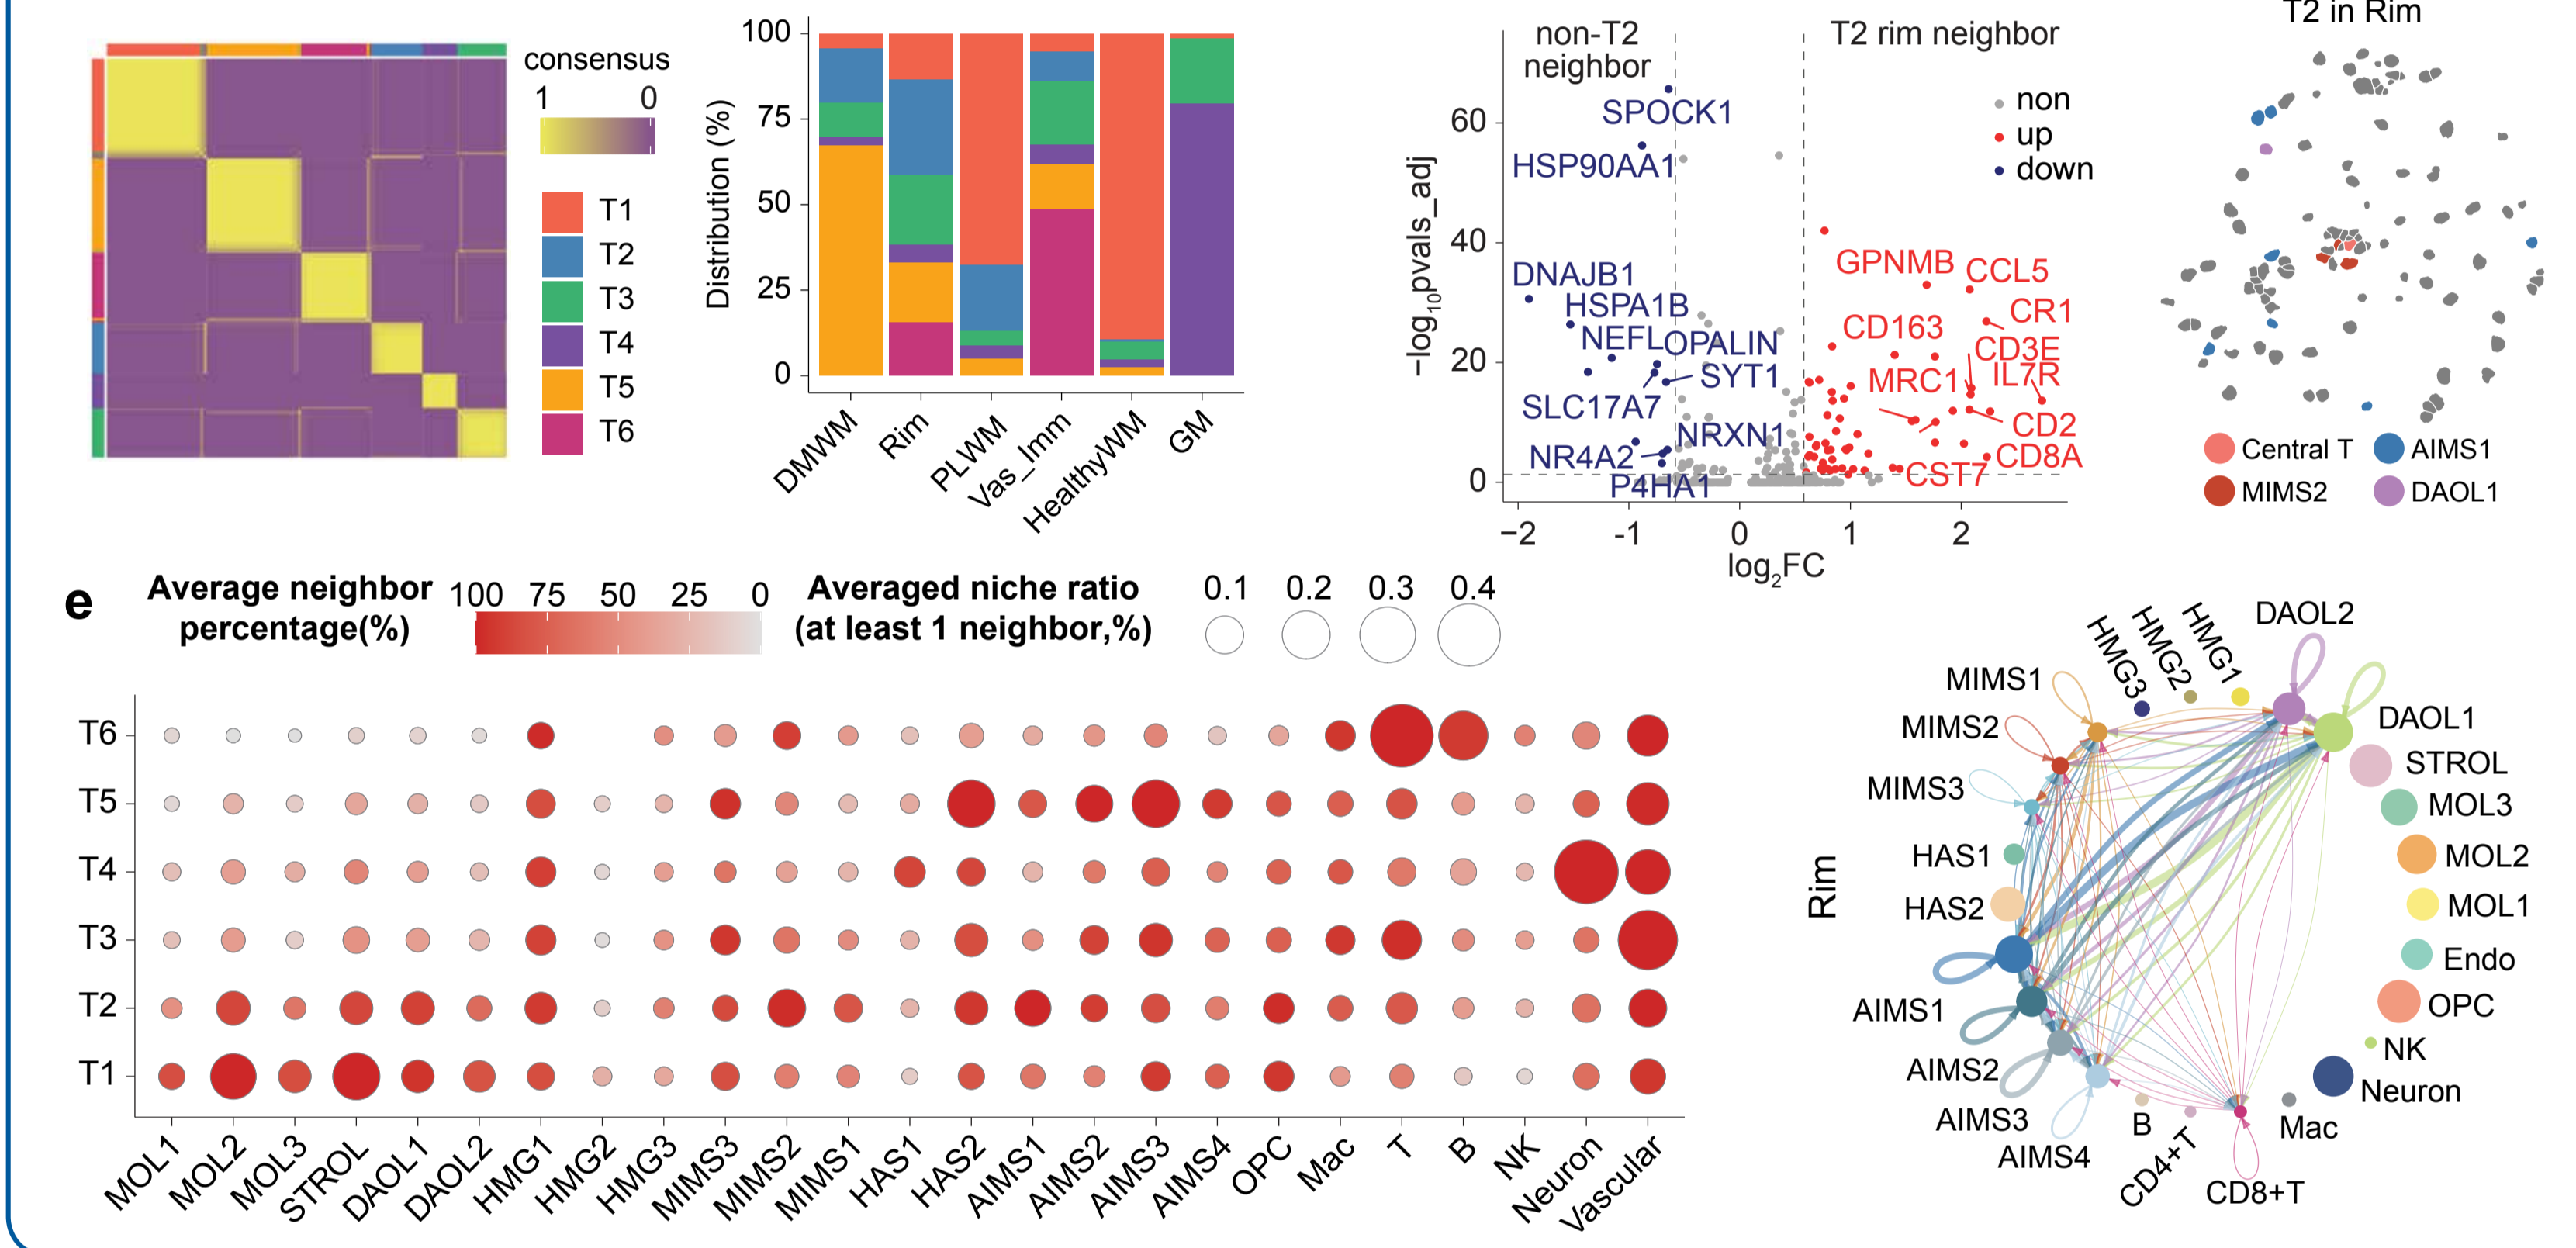 consensus
1 0
T1
T2
T3
T4
T5
T6
Distribution (%)
100
75
50
25
0
DMWM
Rim
PLWM
Vas_Imm
HealthyWM
GM
non-T2
neighbor
T2 rim neighbor
non
up
down
−log10pvals_adj
60
40
20
0
SPOCK1
HSP90AA1
DNAJB1
HSPA1B
NEFL
OPALIN
SYT1
SLC17A7
NRXN1
NR4A2
P4HA1
GPNMB
CCL5
CR1
CD163
CD3E
MRC1
IL7R
CD2
CD8A
CST7
−2 -1 0 1 2
log2FC
T2 in Rim
Central T
AIMS1
MIMS2
DAOL1
e
Average neighbor
percentage(%)
100 75 50 25 0
Averaged niche ratio
(at least 1 neighbor,%)
0.1 0.2 0.3 0.4
T6
T5
T4
T3
T2
T1
MOL1
MOL2
MOL3
STROL
DAOL1
DAOL2
HMG1
HMG2
HMG3
MIMS3
MIMS2
MIMS1
HAS1
HAS2
AIMS1
AIMS2
AIMS3
AIMS4
OPC
Mac
T
B
NK
Neuron
Vascular
Rim
HMG3
HMG2
HMG1
DAOL2
DAOL1
STROL
MOL3
MOL2
MOL1
Endo
OPC
NK
Neuron
Mac
CD8+T
CD4+T
B
AIMS4
AIMS3
AIMS2
AIMS1
HAS2
HAS1
MIMS3
MIMS2
MIMS1